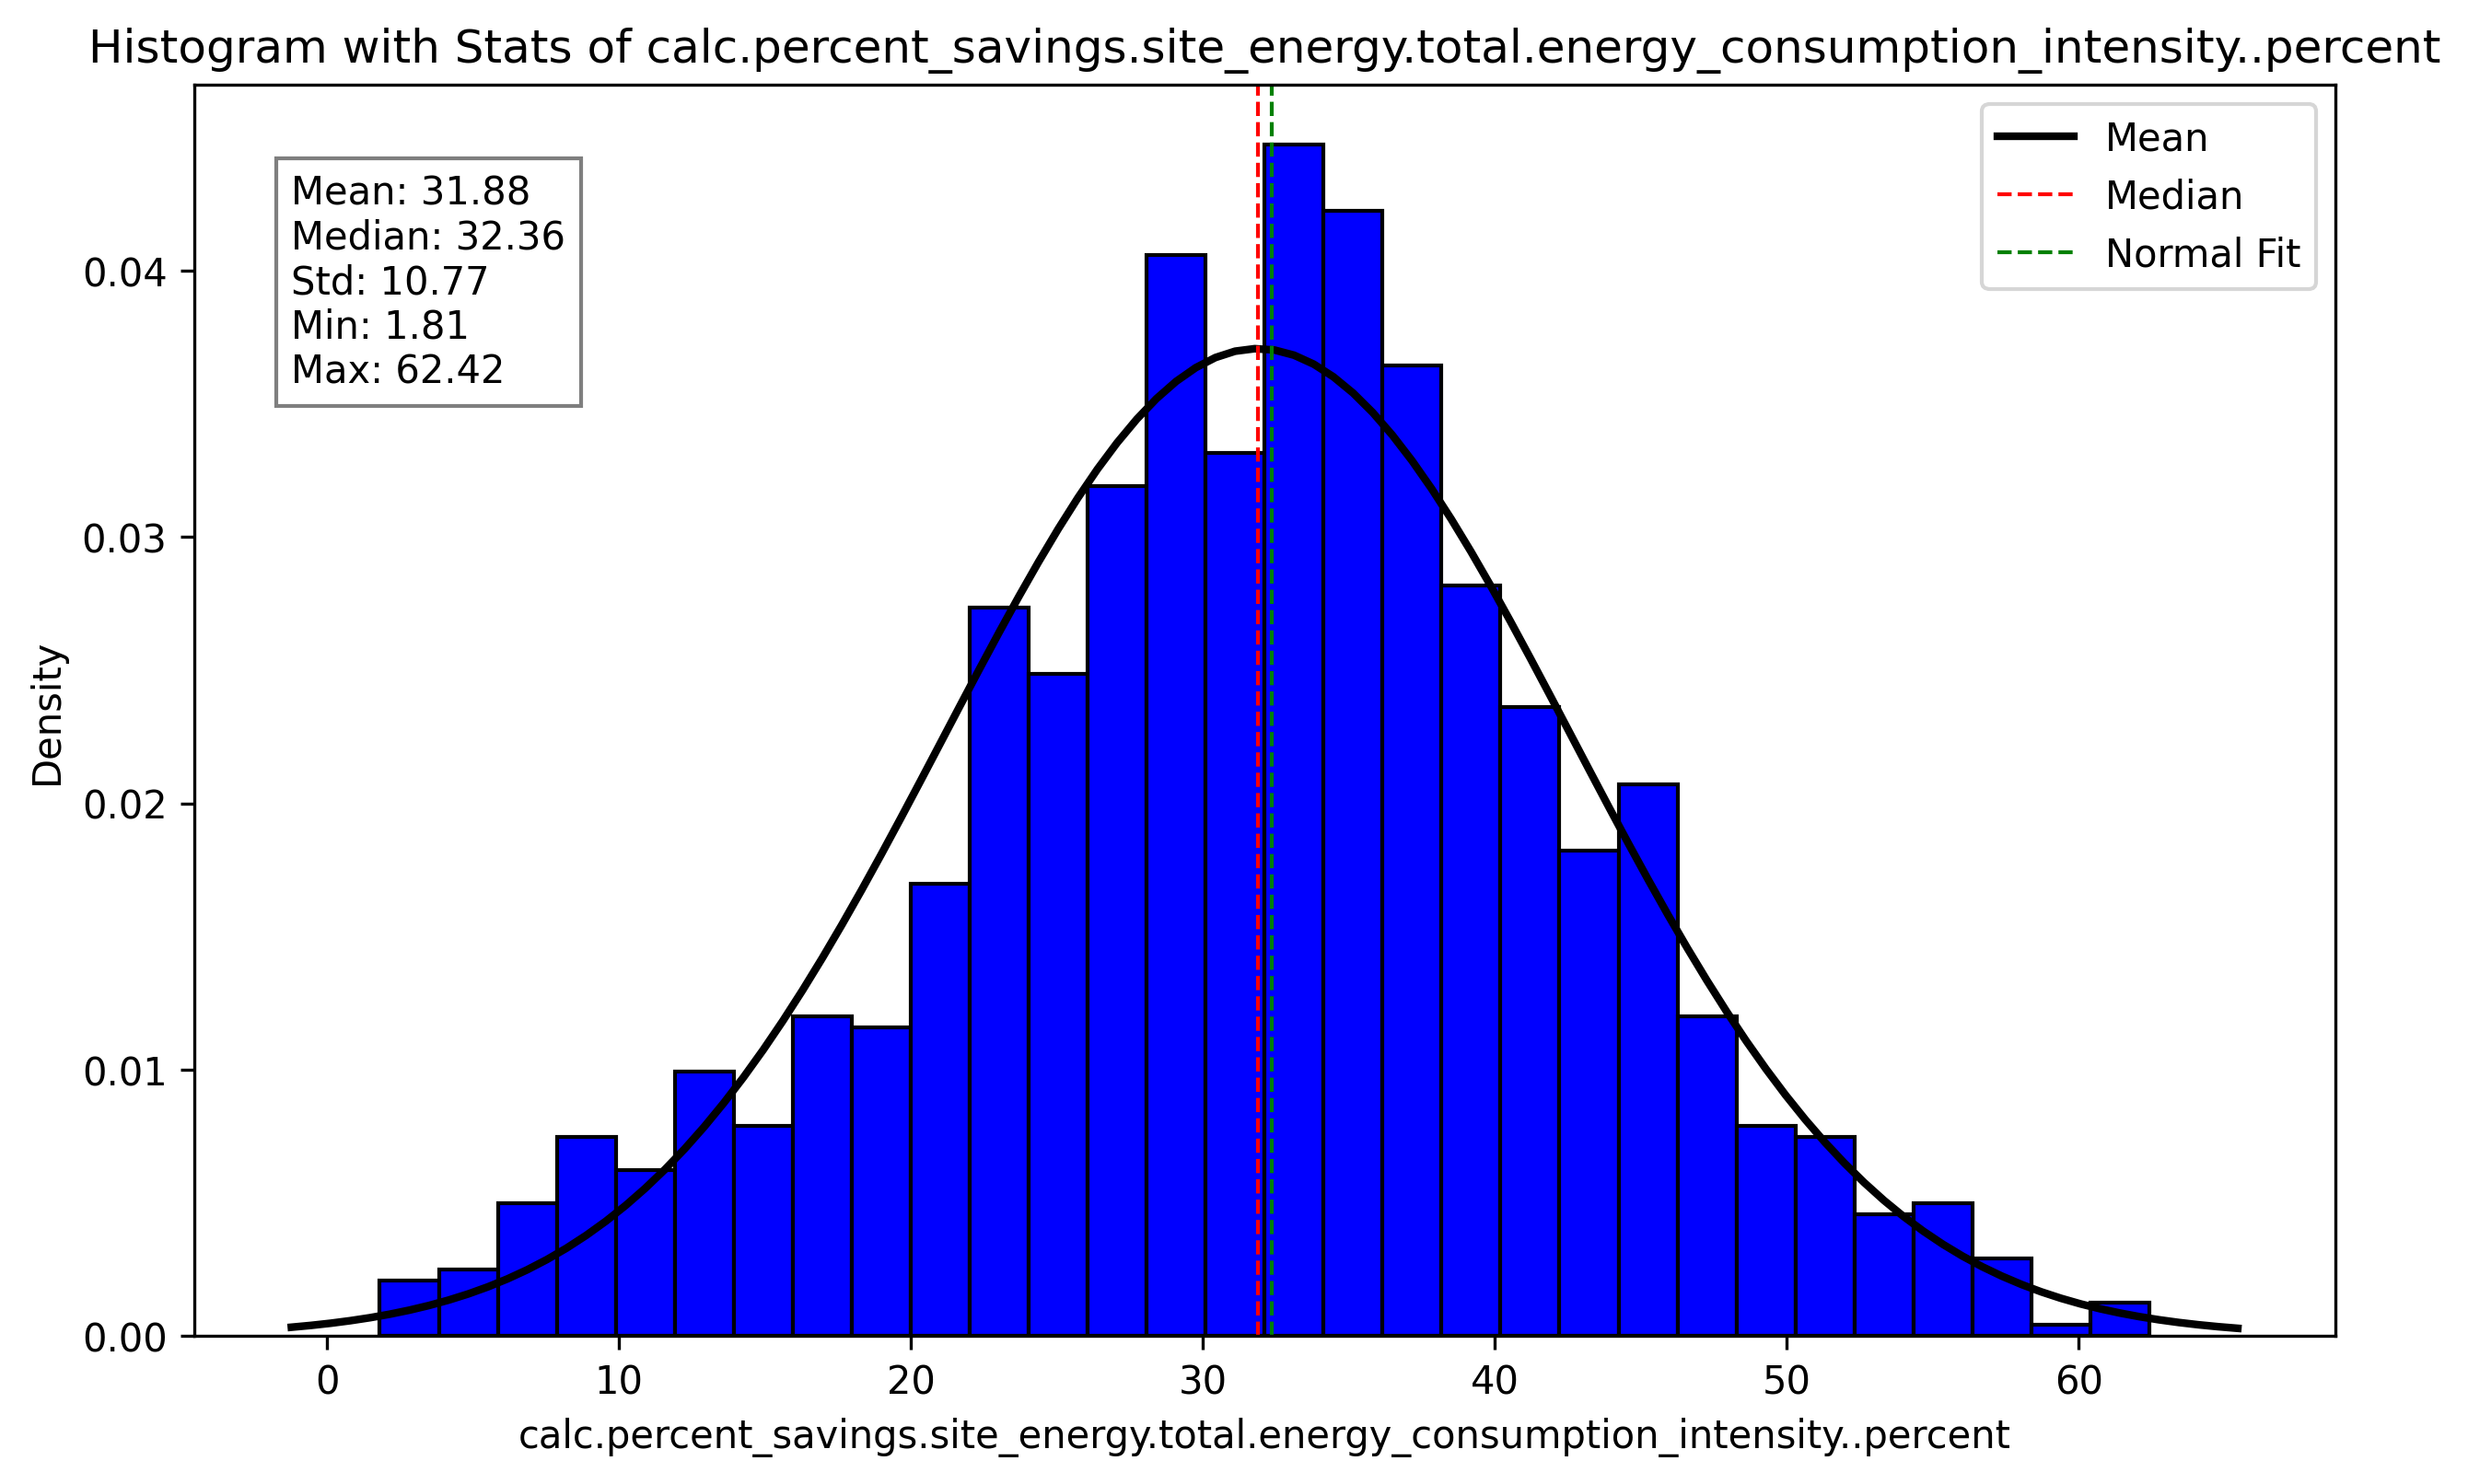 Histogram with Stats of calc.percent_savings.site_energy.total.energy_consumption_intensity..percent
Mean: 31.88
Median: 32.36
Std: 10.77
Min: 1.81
Max: 62.42
Mean
Median
Normal Fit
Density
0.04
0.03
0.02
0.01
0.00
0 10 20 30 40 50 60
calc.percent_savings.site_energy.total.energy_consumption_intensity..percent